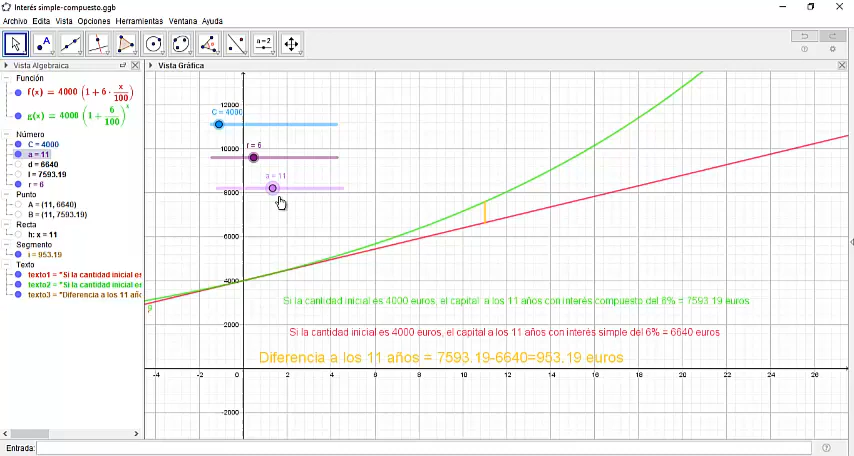 Interés simple-compuesto.ggb
Archivo Edita Vista Opciones Herramientas Ventana Ayuda
a = 2
Vista Algebraica
Vista Gráfica
Función
f(x) = 4000 (1 + 6 · x/100)
g(x) = 4000 (1 + 6/100)^x
Número
C = 4000
a = 11
d = 6640
l = 7593.19
r = 6
Punto
A = (11, 6640)
B = (11, 7593.19)
Recta
h: x = 11
Segmento
i = 953.19
Texto
texto1 = "Si la cantidad inicial es
texto2 = "Si la cantidad inicial es
texto3 = "Diferencia a los 11 año
12000
C = 4000
10000
r = 6
a = 11
8000
6000
4000
g
Si la cantidad inicial es 4000 euros, el capital a los 11 años con interés compuesto del 6% = 7593.19 euros
2000
Si la cantidad inicial es 4000 euros, el capital a los 11 años con interés simple del 6% = 6640 euros
Diferencia a los 11 años = 7593.19-6640=953.19 euros
-4 -2 0 2 4 6 8 10 12 14 16 18 20 22 24 26
-2000
Entrada: